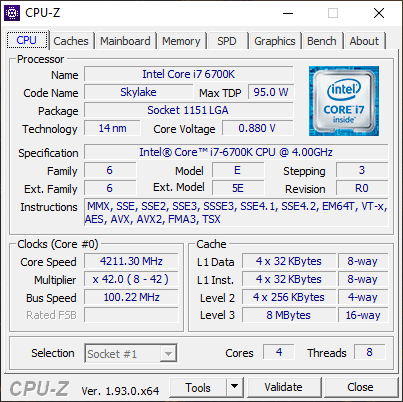 CPU-Z
CPU Caches Mainboard Memory SPD Graphics Bench About
Processor
Name Intel Core i7 6700K
Code Name Skylake Max TDP 95.0 W
Package Socket 1151 LGA
Technology 14 nm Core Voltage 0.880 V
intel
CORE i7
inside™
Specification Intel® Core™ i7-6700K CPU @ 4.00GHz
Family 6 Model E Stepping 3
Ext. Family 6 Ext. Model 5E Revision R0
Instructions MMX, SSE, SSE2, SSE3, SSSE3, SSE4.1, SSE4.2, EM64T, VT-x,
AES, AVX, AVX2, FMA3, TSX
Clocks (Core #0)
Core Speed 4211.30 MHz
Multiplier x 42.0 ( 8 - 42 )
Bus Speed 100.22 MHz
Rated FSB
Cache
L1 Data 4 x 32 KBytes 8-way
L1 Inst. 4 x 32 KBytes 8-way
Level 2 4 x 256 KBytes 4-way
Level 3 8 MBytes 16-way
Selection Socket #1 Cores 4 Threads 8
CPU-Z Ver. 1.93.0.x64 Tools Validate Close